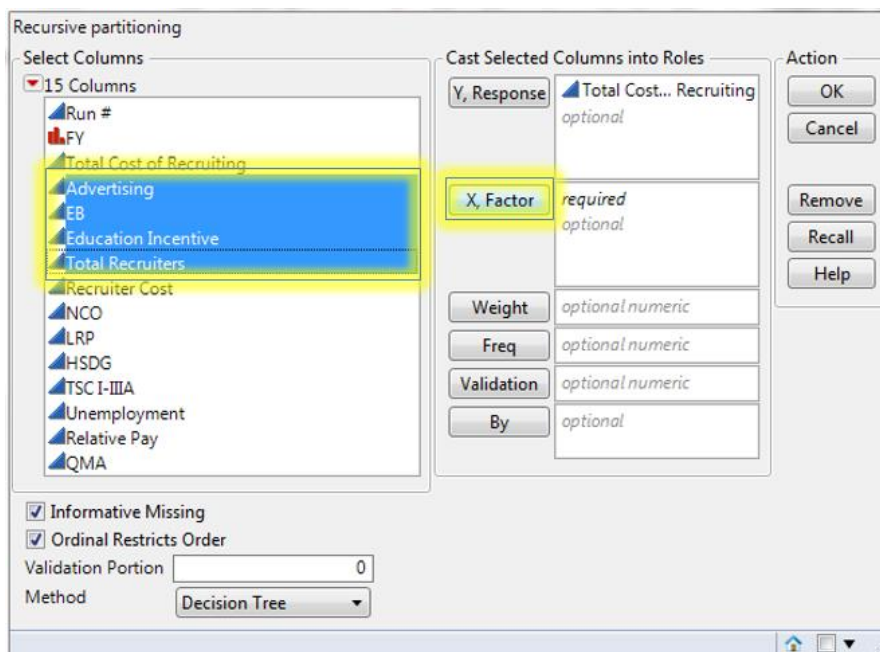 Recursive partitioning
Select Columns
15 Columns
Run #
FY
Total Cost of Recruiting
Advertising
EB
Education Incentive
Total Recruiters
Recruiter Cost
NCO
LRP
HSDG
TSC I-IIIA
Unemployment
Relative Pay
QMA
Cast Selected Columns into Roles
Y, Response
Total Cost... Recruiting
optional
X, Factor
required
optional
Weight
optional numeric
Freq
optional numeric
Validation
optional numeric
By
optional
Action
OK
Cancel
Remove
Recall
Help
Informative Missing
Ordinal Restricts Order
Validation Portion 0
Method Decision Tree